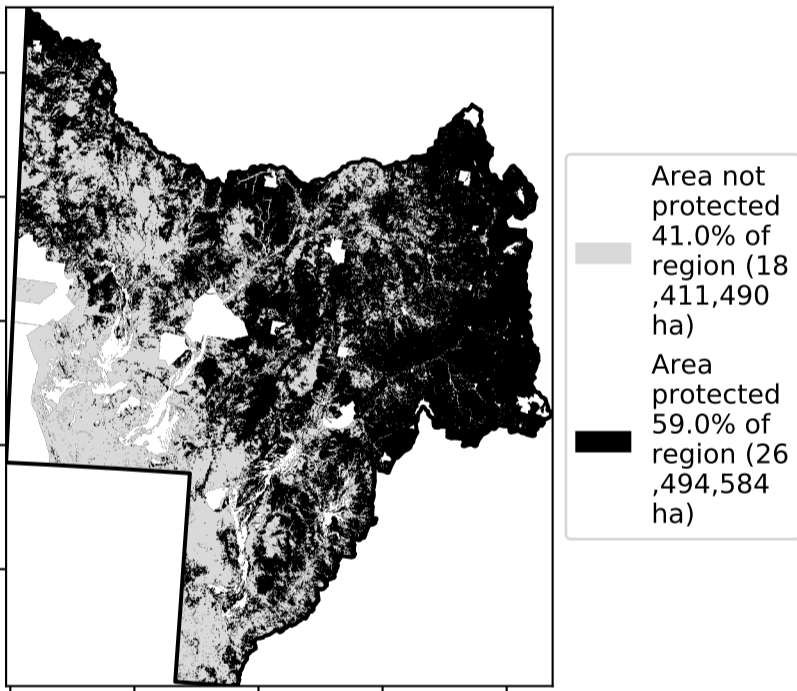 Area not
protected
41.0% of
region (18
,411,490
ha)
Area
protected
59.0% of
region (26
,494,584
ha)